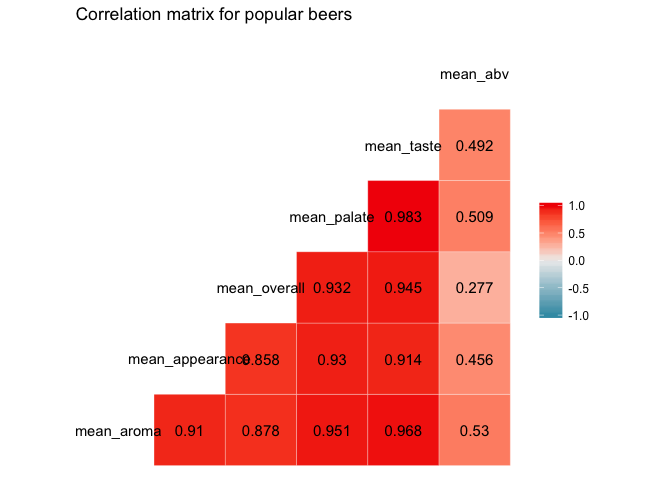 Correlation matrix for popular beers
mean_abv
mean_taste 0.492
mean_palate 0.983 0.509
mean_overall 0.932 0.945 0.277
mean_appearance 0.858 0.93 0.914 0.456
mean_aroma 0.91 0.878 0.951 0.968 0.53
1.0
0.5
0.0
-0.5
-1.0